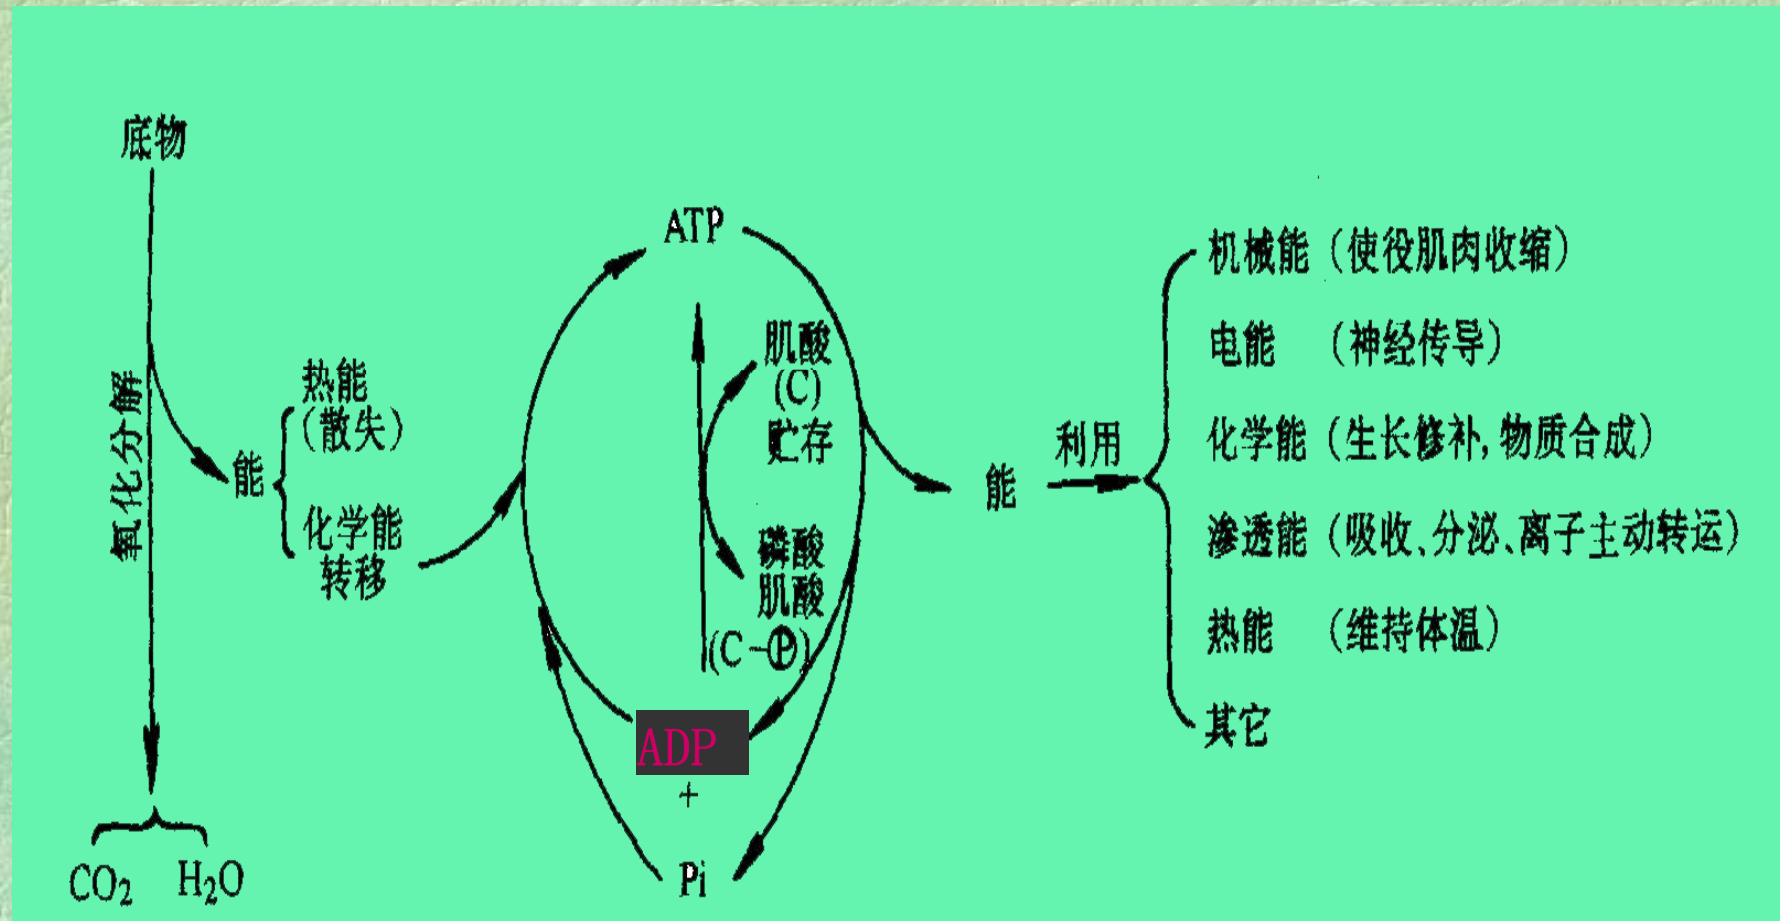 底物
氧化分解
CO₂ H₂O
能
热能
(散失)
化学能
转移
ATP
肌酸
(C)
贮存
磷酸
肌酸
(C-Ⓟ)
ADP
+
Pi
能
利用
机械能 (使役肌肉收缩)
电能 (神经传导)
化学能 (生长修补,物质合成)
渗透能 (吸收、分泌、离子主动转运)
热能 (维持体温)
其它